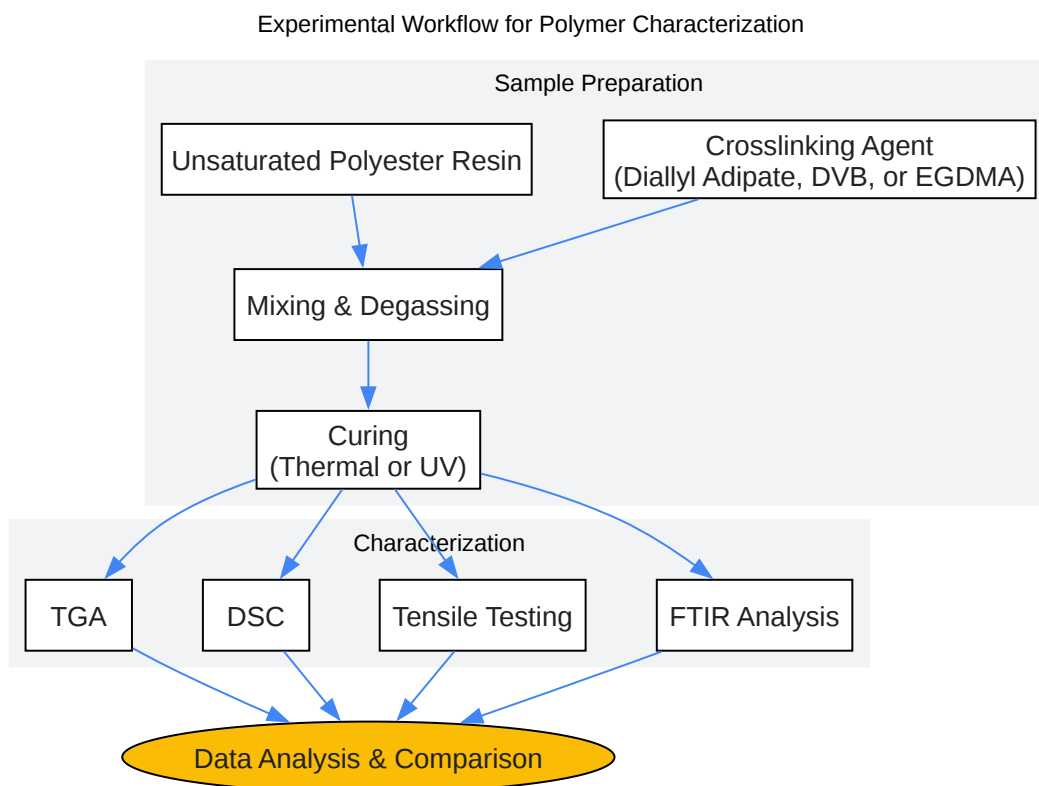 Experimental Workflow for Polymer Characterization
Sample Preparation
Unsaturated Polyester Resin
Crosslinking Agent
(Diallyl Adipate, DVB, or EGDMA)
Mixing & Degassing
Curing
(Thermal or UV)
Characterization
TGA
DSC
Tensile Testing
FTIR Analysis
Data Analysis & Comparison